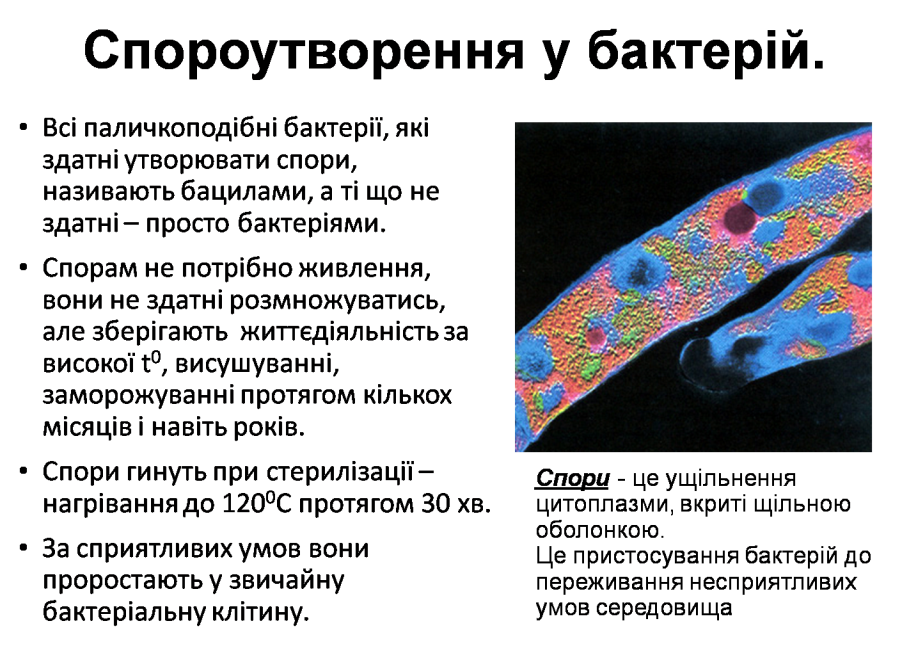 Спороутворення у бактерій.
• Всі паличкоподібні бактерії, які
здатні утворювати спори,
називають бацилами, а ті що не
здатні – просто бактеріями.
• Спорам не потрібно живлення,
вони не здатні розмножуватись,
але зберігають життєдіяльність за
високої t⁰, висушуванні,
заморожуванні протягом кількох
місяців і навіть років.
• Спори гинуть при стерилізації –
нагрівання до 120⁰С протягом 30 хв.
• За сприятливих умов вони
проростають у звичайну
бактеріальну клітину.
Спори - це ущільнення
цитоплазми, вкриті щільною
оболонкою.
Це пристосування бактерій до
переживання несприятливих
умов середовища